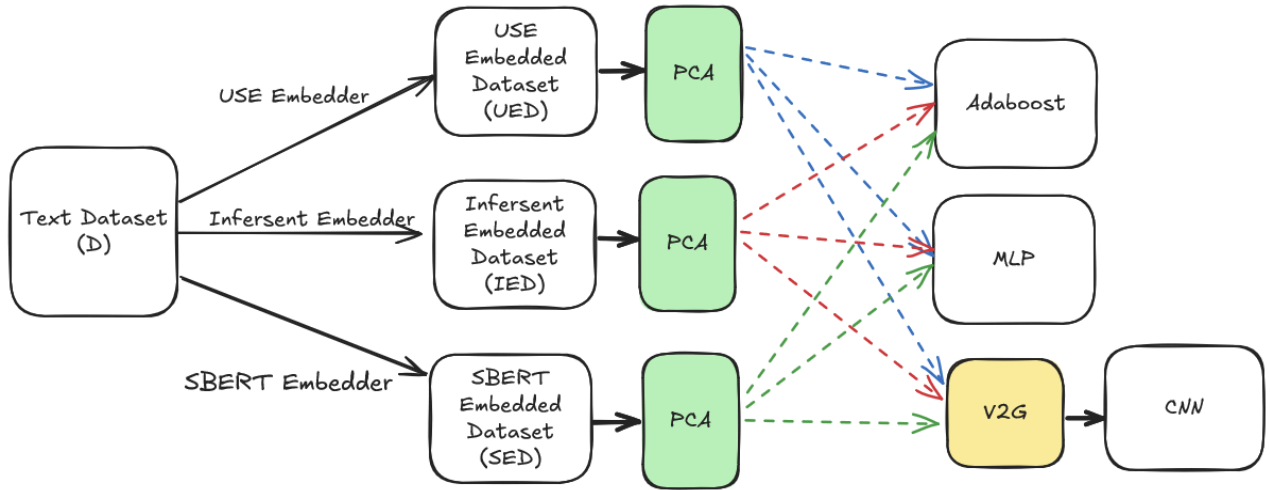 USE
Embedded
Dataset
(UED)
PCA
Adaboost
USE Embedder
Text Dataset
(D)
Infersent Embedder
Infersent
Embedded
Dataset
(IED)
PCA
MLP
SBERT Embedder
SBERT
Embedded
Dataset
(SED)
PCA
V2G
CNN